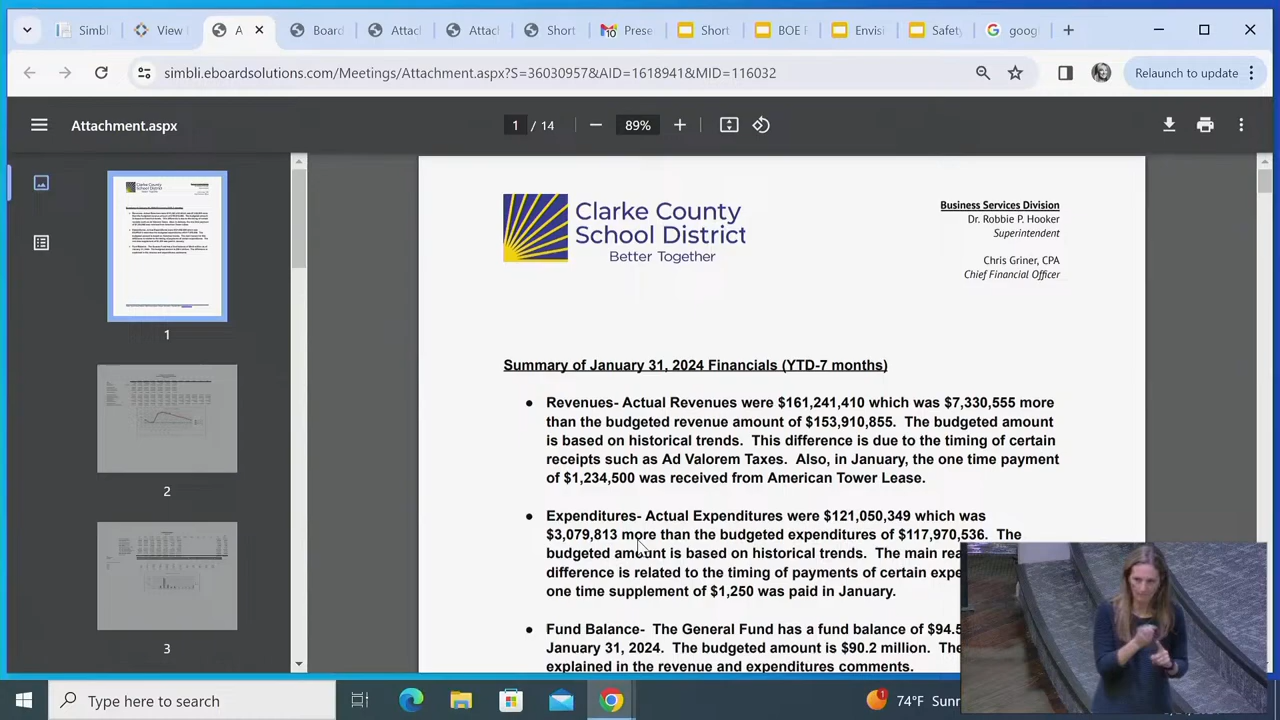 Simbl
View
A
Board
Attacl
Attacl
Short
Prese
Short
BOE F
Envisi
Safety
goog
simbli.eboardsolutions.com/Meetings/Attachment.aspx?S=36030957&AID=1618941&MID=116032
Relaunch to update
Attachment.aspx
1 / 14
89%
Clarke County
School District
Better Together
Business Services Division
Dr. Robbie P. Hooker
Superintendent
Chris Griner, CPA
Chief Financial Officer
1
2
3
Summary of January 31, 2024 Financials (YTD-7 months)
● Revenues- Actual Revenues were $161,241,410 which was $7,330,555 more
than the budgeted revenue amount of $153,910,855. The budgeted amount
is based on historical trends. This difference is due to the timing of certain
receipts such as Ad Valorem Taxes. Also, in January, the one time payment
of $1,234,500 was received from American Tower Lease.
● Expenditures- Actual Expenditures were $121,050,349 which was
$3,079,813 more than the budgeted expenditures of $117,970,536. The
budgeted amount is based on historical trends. The main rea
difference is related to the timing of payments of certain expe
one time supplement of $1,250 was paid in January.
● Fund Balance- The General Fund has a fund balance of $94.5
January 31, 2024. The budgeted amount is $90.2 million. The
explained in the revenue and expenditures comments.
Type here to search
74°F Sunn